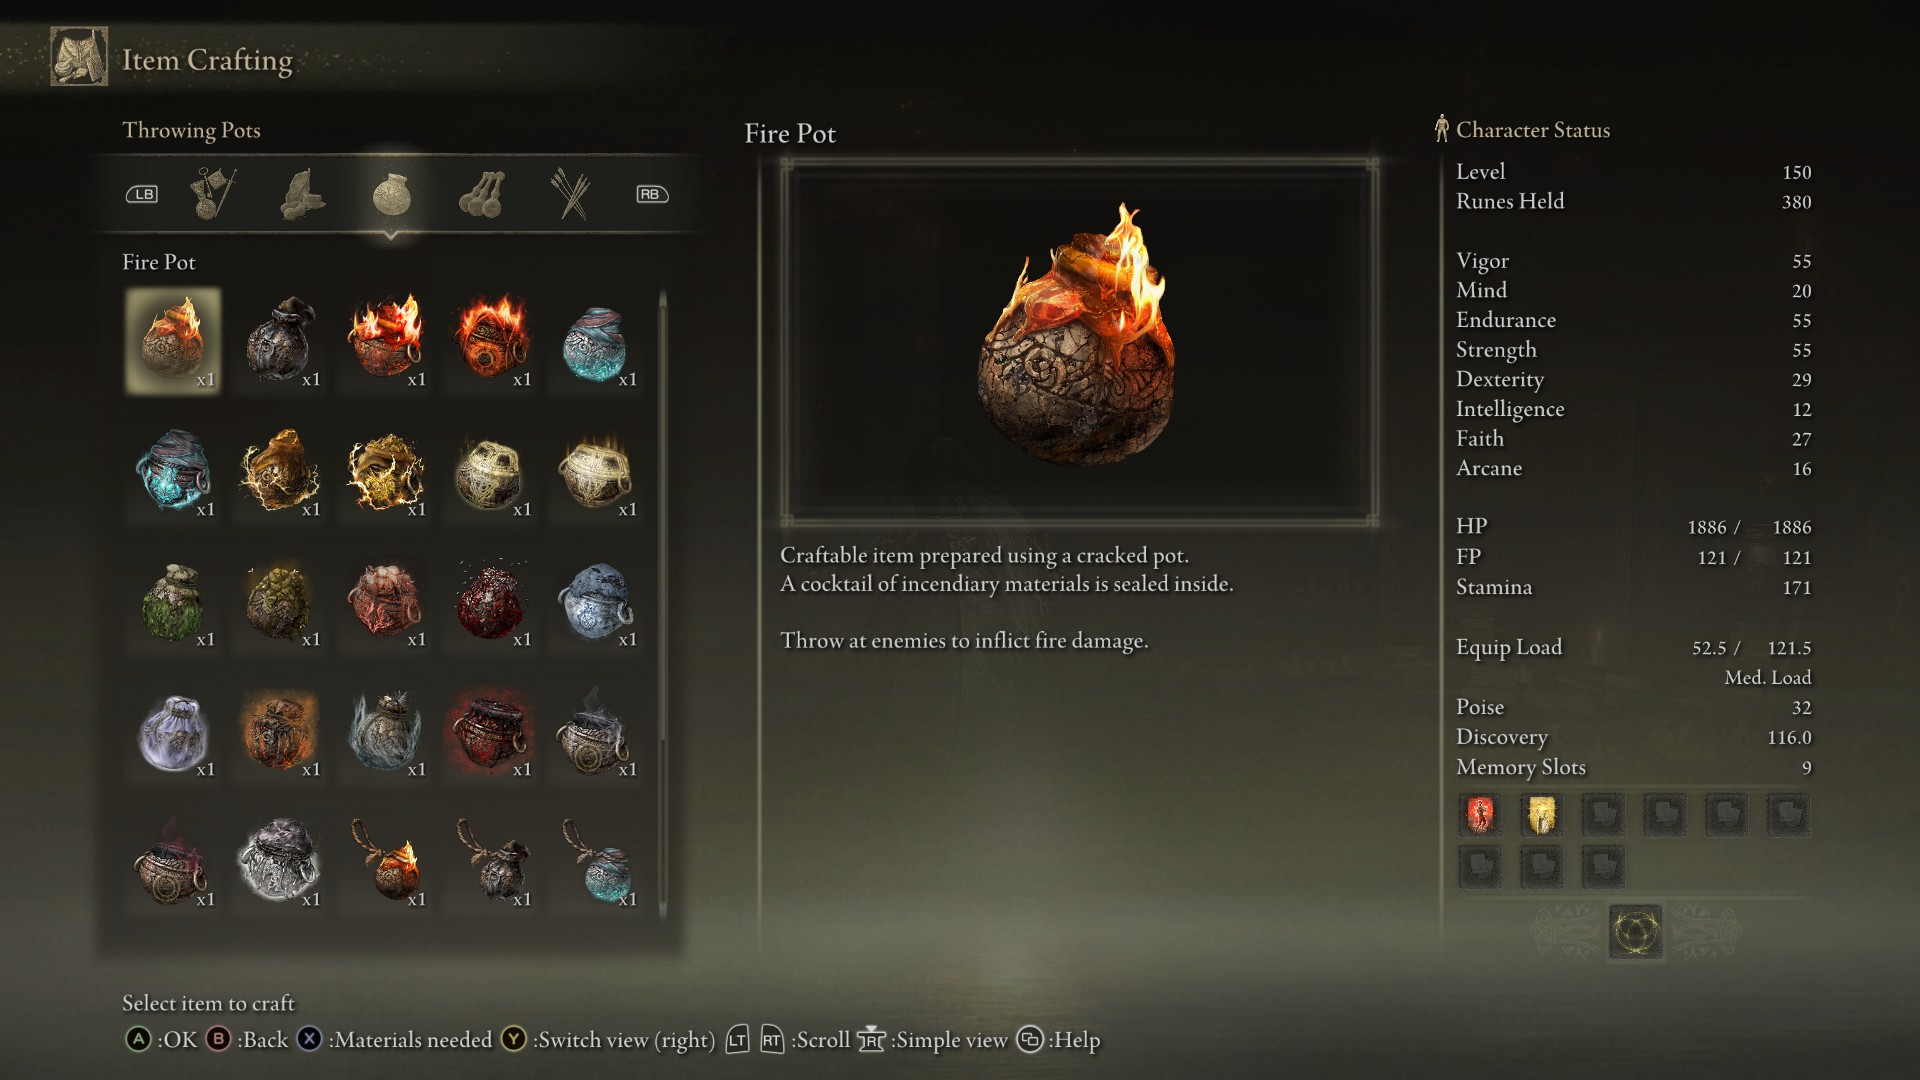 Item Crafting
Throwing Pots
LB
RB
Fire Pot
x1 x1 x1 x1 x1
x1 x1 x1 x1 x1
x1 x1 x1 x1 x1
x1 x1 x1 x1 x1
x1 x1 x1 x1 x1
Fire Pot
Craftable item prepared using a cracked pot.
A cocktail of incendiary materials is sealed inside.
Throw at enemies to inflict fire damage.
Character Status
Level 150
Runes Held 380
Vigor 55
Mind 20
Endurance 55
Strength 55
Dexterity 29
Intelligence 12
Faith 27
Arcane 16
HP 1886 / 1886
FP 121 / 121
Stamina 171
Equip Load 52.5 / 121.5
Med. Load
Poise 32
Discovery 116.0
Memory Slots 9
Select item to craft
A :OK B :Back X :Materials needed Y :Switch view (right) LT RT :Scroll R :Simple view :Help